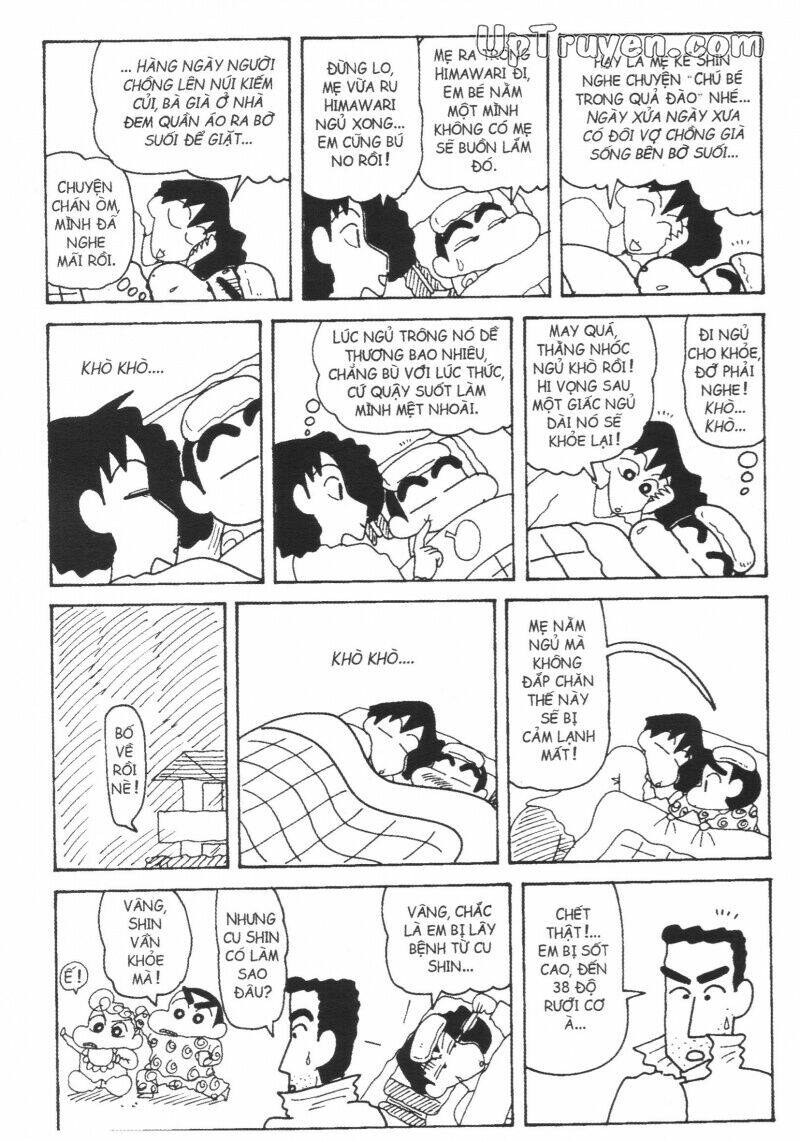 UpTruyen.com
HAY LÀ MẸ KỂ SHIN
NGHE CHUYỆN "CHÚ BÉ
TRONG QUẢ ĐÀO" NHÉ...
NGÀY XỬA NGÀY XƯA
CÓ ĐÔI VỢ CHỒNG GIÀ
SỐNG BÊN BỜ SUỐI...
MẸ RA TRÔNG
HIMAWARI ĐI,
EM BÉ NẰM
MỘT MÌNH
KHÔNG CÓ MẸ
SẼ BUỒN LẮM
ĐÓ.
ĐỪNG LO,
MẸ VỪA RU
HIMAWARI
NGỦ XONG...
EM CŨNG BÚ
NO RỒI!
... HÀNG NGÀY NGƯỜI
CHỒNG LÊN NÚI KIẾM
CỦI, BÀ GIÀ Ở NHÀ
ĐEM QUẦN ÁO RA BỜ
SUỐI ĐỂ GIẶT...
CHUYỆN
CHÁN ÒM,
MÌNH ĐÃ
NGHE
MÃI RỒI.
ĐI NGỦ
CHO KHỎE,
ĐỠ PHẢI
NGHE!
KHÒ...
KHÒ...
MAY QUÁ,
THẰNG NHÓC
NGỦ KHÒ RỒI!
HI VỌNG SAU
MỘT GIẤC NGỦ
DÀI NÓ SẼ
KHỎE LẠI!
LÚC NGỦ TRÔNG NÓ DỄ
THƯƠNG BAO NHIÊU,
CHẲNG BÙ VỚI LÚC THỨC,
CỨ QUẬY SUỐT LÀM
MÌNH MỆT NHOÀI.
KHÒ KHÒ....
MẸ NẰM
NGỦ MÀ
KHÔNG
ĐẮP CHĂN
THẾ NÀY
SẼ BỊ
CẢM LẠNH
MẤT!
KHÒ KHÒ....
BỐ
VỀ
RỒI
NÈ!
CHẾT
THẬT!...
EM BỊ SỐT
CAO, ĐẾN
38 ĐỘ
RƯỠI CƠ
À...
VÂNG, CHẮC
LÀ EM BỊ LÂY
BỆNH TỪ CU
SHIN...
NHƯNG
CU SHIN
CÓ LÀM
SAO
ĐÂU?
VÂNG,
SHIN
VẪN
KHỎE
MÀ!
Ế!